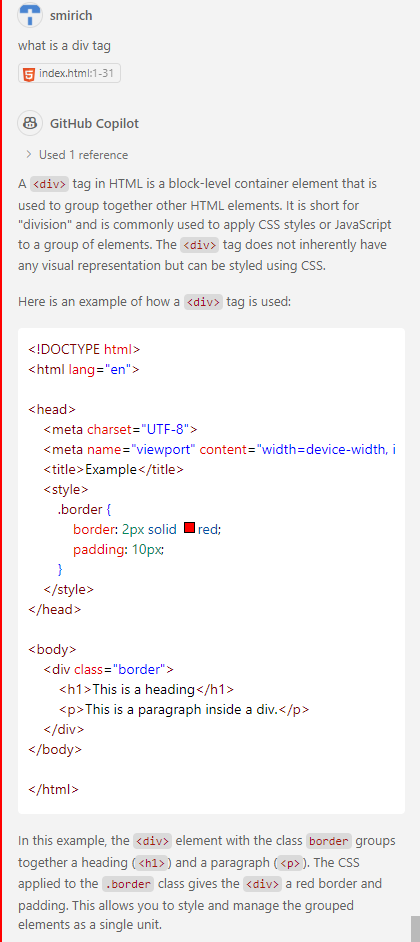 smirich
what is a div tag
index.html:1-31
GitHub Copilot
Used 1 reference
A <div> tag in HTML is a block-level container element that is
used to group together other HTML elements. It is short for
"division" and is commonly used to apply CSS styles or JavaScript
to a group of elements. The <div> tag does not inherently have
any visual representation but can be styled using CSS.
Here is an example of how a <div> tag is used:
<!DOCTYPE html>
<html lang="en">
<head>
<meta charset="UTF-8">
<meta name="viewport" content="width=device-width, i
<title>Example</title>
<style>
.border {
border: 2px solid red;
padding: 10px;
}
</style>
</head>
<body>
<div class="border">
<h1>This is a heading</h1>
<p>This is a paragraph inside a div.</p>
</div>
</body>
</html>
In this example, the <div> element with the class border groups
together a heading (<h1>) and a paragraph (<p>). The CSS
applied to the .border class gives the <div> a red border and
padding. This allows you to style and manage the grouped
elements as a single unit.